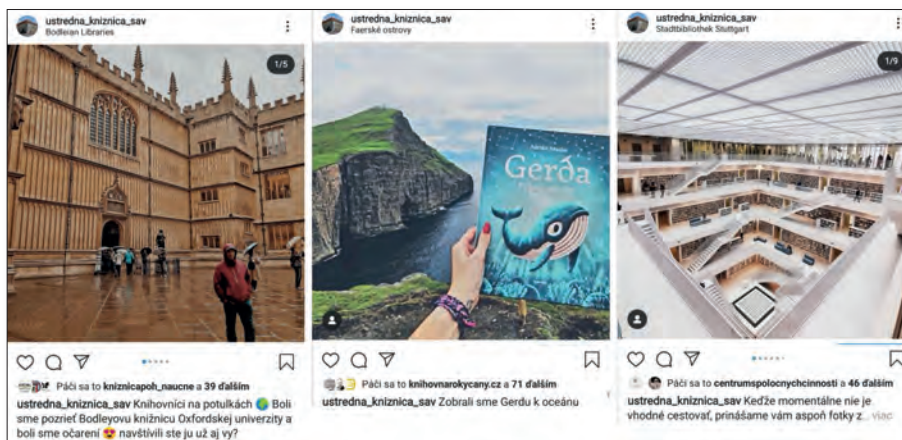 ustredna_kniznica_sav
Bodleian Libraries
1/5
Páči sa to kniznicapoh_naucne a 39 ďalším
ustredna_kniznica_sav Knihovníci na potulkách 🌍 Boli
sme pozrieť Bodleyovu knižnicu Oxfordskej univerzity a
boli sme očarení 😍 navštívili ste ju už aj vy?
ustredna_kniznica_sav
Faerské ostrovy
Gerða
Páči sa to knihovnarokycany.cz a 71 ďalším
ustredna_kniznica_sav Zobrali sme Gerdu k oceánu
ustredna_kniznica_sav
Stadtbibliothek Stuttgart
1/9
Páči sa to centrumspolocnychcinnosti a 46 ďalším
ustredna_kniznica_sav Keďže momentálne nie je
vhodné cestovať, prinášame vám aspoň fotky z... viac